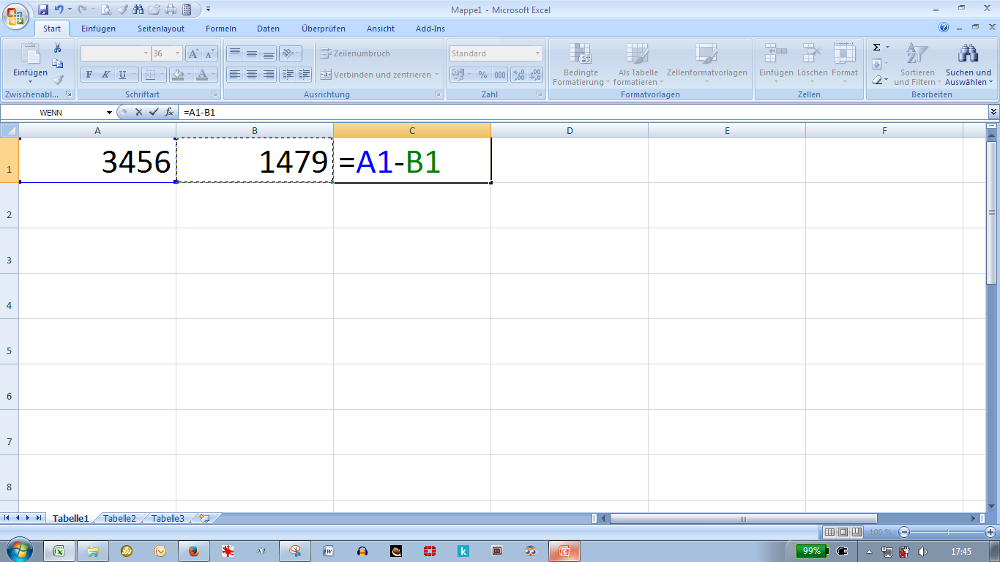 Mappe1 - Microsoft Excel
Start Einfügen Seitenlayout Formeln Daten Überprüfen Ansicht Add-Ins
Einfügen
Zwischenabl...
36
F K U
Schriftart
Zeilenumbruch
Verbinden und zentrieren
Ausrichtung
Standard
% 000
Zahl
Bedingte Formatierung
Als Tabelle formatieren
Zellenformatvorlagen
Formatvorlagen
Einfügen Löschen Format
Zellen
Σ
Sortieren und Filtern
Suchen und Auswählen
Bearbeiten
WENN fx =A1-B1
A B C D E F
1 3456 1479 =A1-B1
2
3
4
5
6
7
8
Tabelle1 Tabelle2 Tabelle3
100 %
99% 17:45